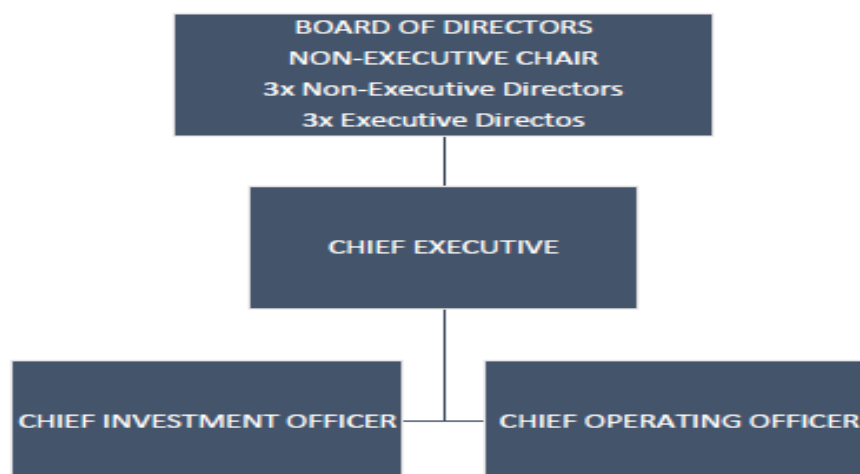 BOARD OF DIRECTORS
NON-EXECUTIVE CHAIR
3x Non-Executive Directors
3x Executive Directos
CHIEF EXECUTIVE
CHIEF INVESTMENT OFFICER
CHIEF OPERATING OFFICER